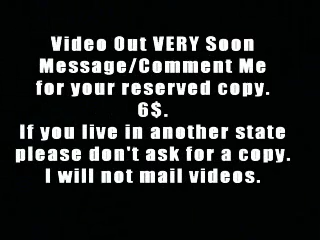 Video Out VERY Soon
Message/Comment Me
for your reserved copy.
6$.
If you live in another state
please don't ask for a copy.
I will not mail videos.